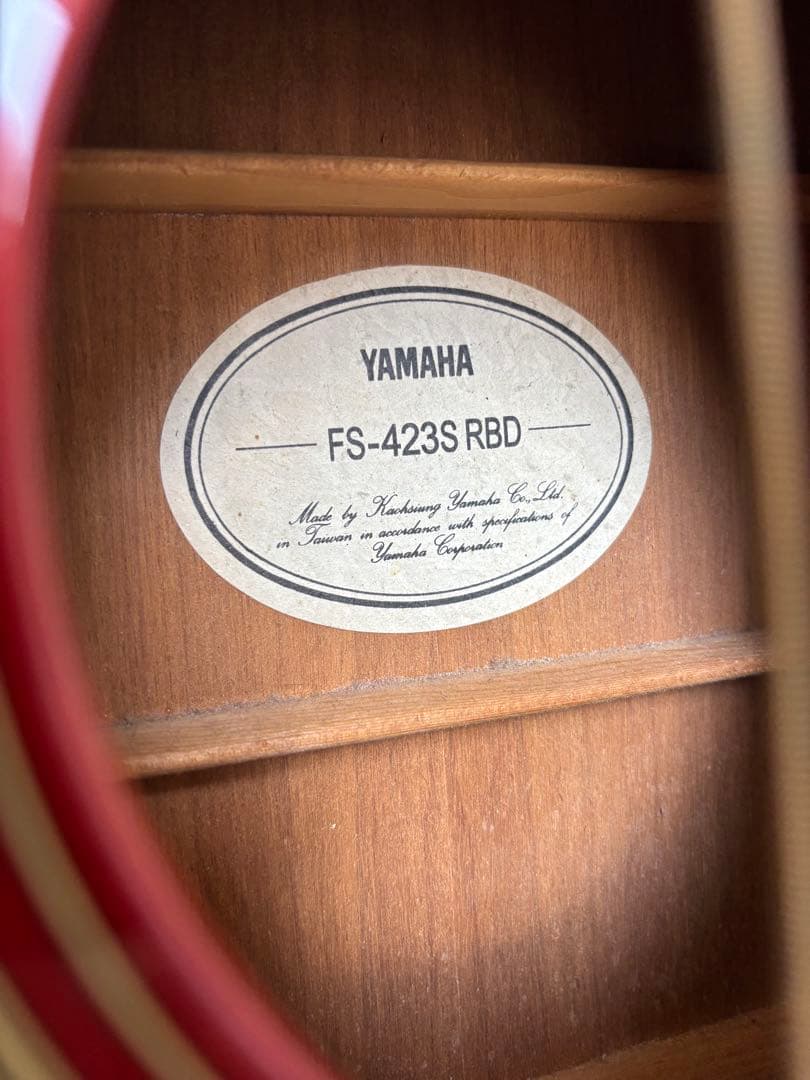 YAMAHA
FS-423S RBD
Made by Kaohsiung Yamaha Co., Ltd.
in Taiwan in accordance with specifications of
Yamaha Corporation